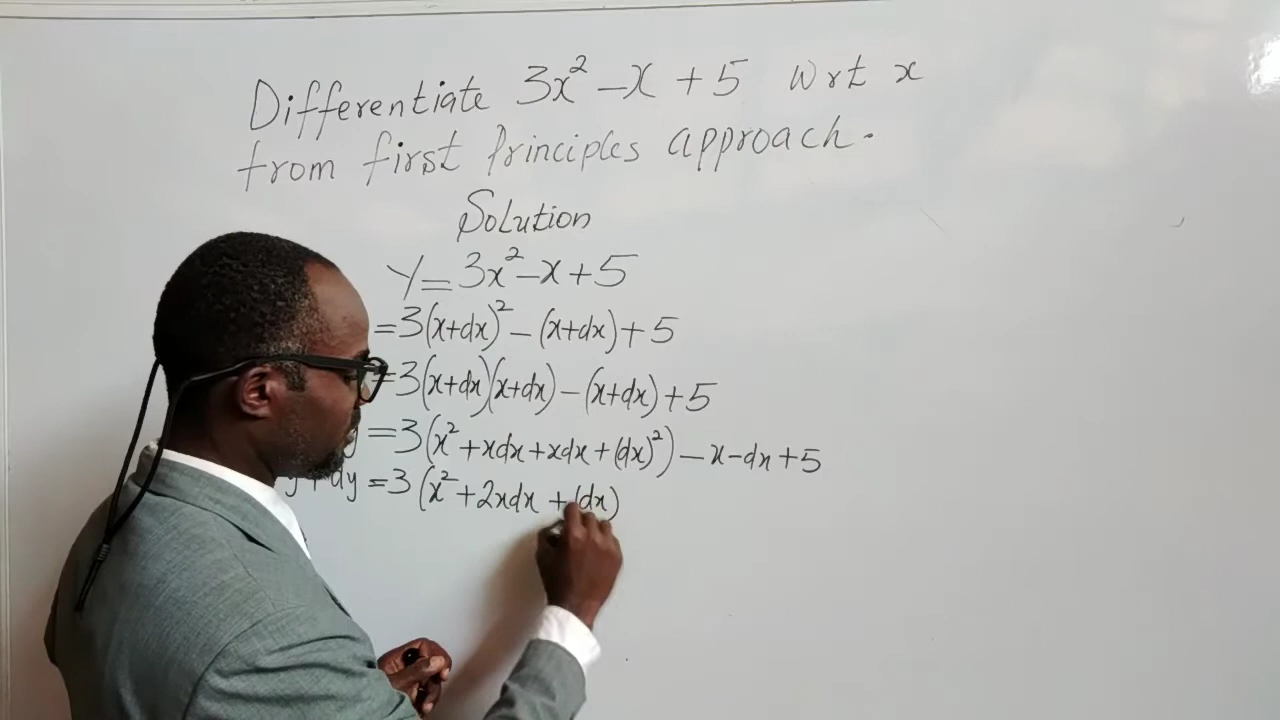 Differentiate 3x² - x + 5 wrt x
from first Principles approach.
Solution
Y = 3x² - x + 5
= 3(x+dx)² - (x+dx) + 5
= 3(x+dx)(x+dx) - (x+dx) + 5
y = 3(x² + xdx + xdx + (dx)²) - x - dx + 5
y + dy = 3(x² + 2xdx + (dx)